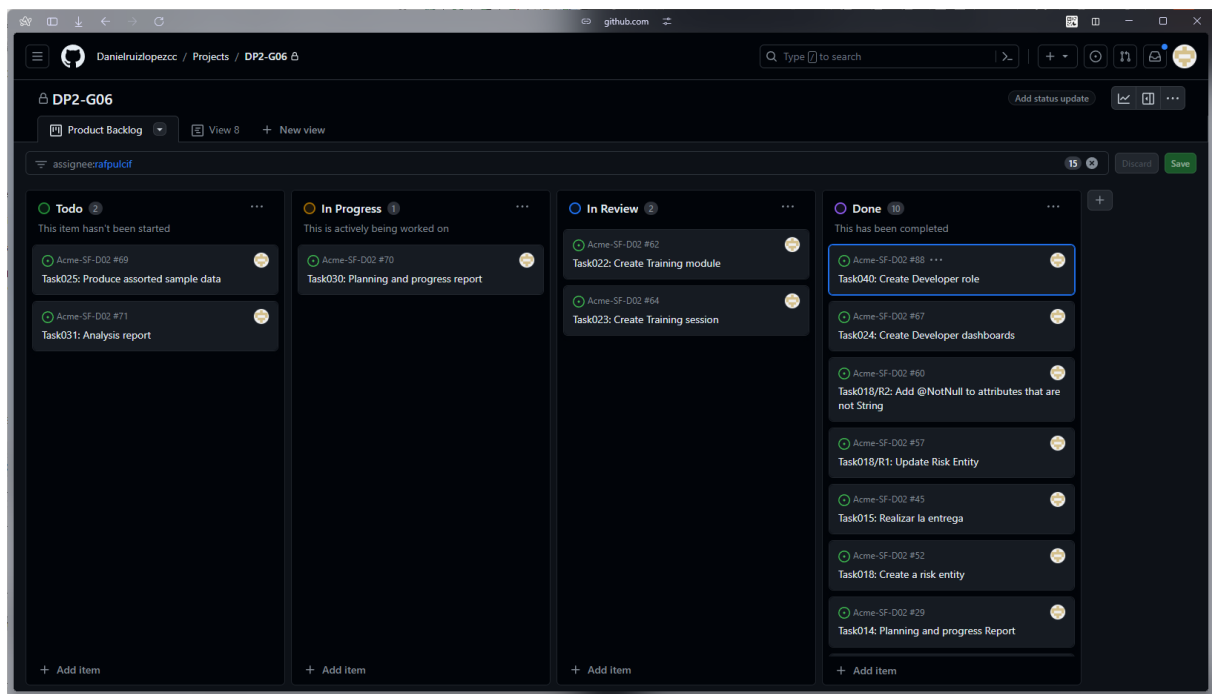 github.com
Danielruizlopezcc / Projects / DP2-G06
Type / to search
DP2-G06
Add status update
Product Backlog
View 8
+ New view
assignee:rafpulcif
15
Discard
Save
Todo 2
This item hasn't been started
Acme-SF-D02 #69
Task025: Produce assorted sample data
Acme-SF-D02 #71
Task031: Analysis report
+ Add item
In Progress 1
This is actively being worked on
Acme-SF-D02 #70
Task030: Planning and progress report
+ Add item
In Review 2
Acme-SF-D02 #62
Task022: Create Training module
Acme-SF-D02 #64
Task023: Create Training session
+ Add item
Done 10
This has been completed
Acme-SF-D02 #88
Task040: Create Developer role
Acme-SF-D02 #67
Task024: Create Developer dashboards
Acme-SF-D02 #60
Task018/R2: Add @NotNull to attributes that are
not String
Acme-SF-D02 #57
Task018/R1: Update Risk Entity
Acme-SF-D02 #45
Task015: Realizar la entrega
Acme-SF-D02 #52
Task018: Create a risk entity
Acme-SF-D02 #29
Task014: Planning and progress Report
+ Add item